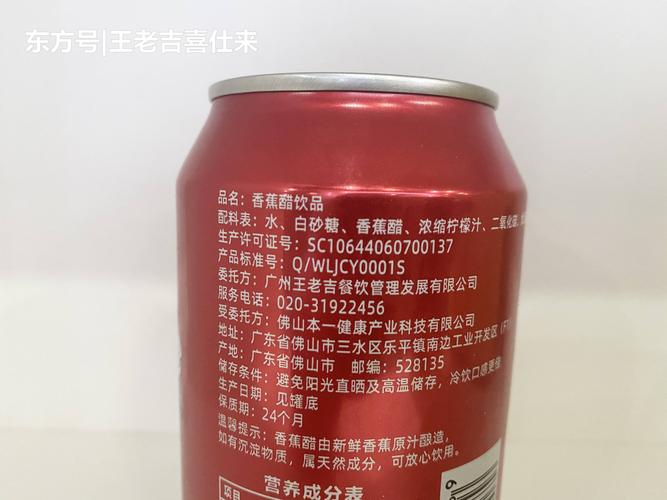 东方号|王老吉喜仕来
品名：香蕉醋饮品
配料表：水、白砂糖、香蕉醋、浓缩柠檬汁、二氧化碳、
生产许可证号：SC10644060700137
产品标准号：Q/WLJCY0001S
委托方：广州王老吉餐饮管理发展有限公司
服务电话：020-31922456
受委托方：佛山本一健康产业科技有限公司
地址：广东省佛山市三水区乐平镇南边工业开发区（F1
产地：广东省佛山市 邮编：528135
储存条件：避免阳光直晒及高温储存，冷饮口感更佳
生产日期：见罐底
保质期：24个月
温馨提示：香蕉醋由新鲜香蕉原汁酿造，
如有沉淀物质，属天然成分，可放心饮用。
营养成分表
项目